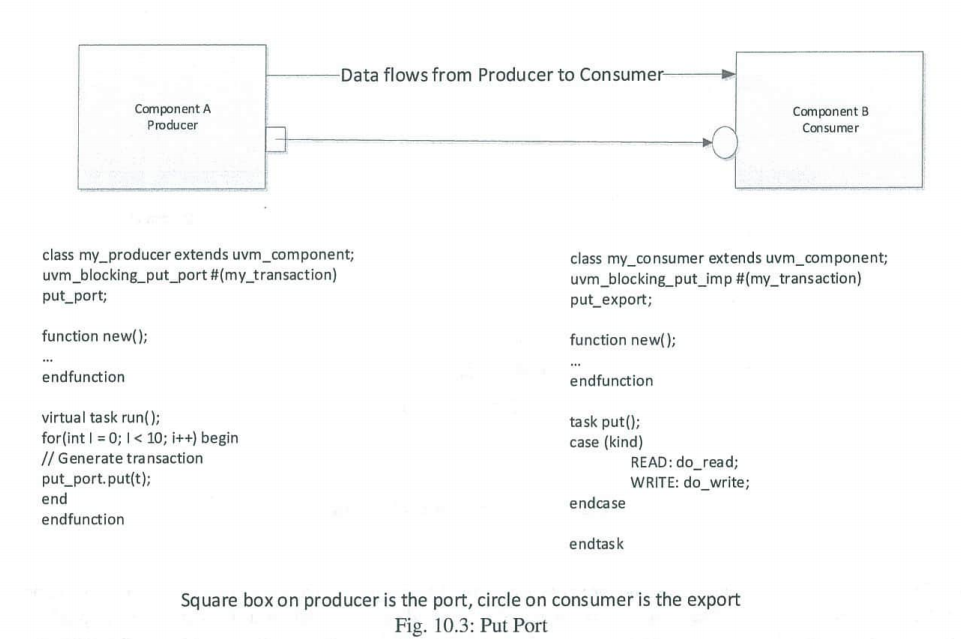 Data flows from Producer to Consumer
Component A
Producer
Component B
Consumer
class my_producer extends uvm_component;
uvm_blocking_put_port #(my_transaction)
put_port;
function new();
...
endfunction
virtual task run();
for(int I = 0; I < 10; i++) begin
// Generate transaction
put_port.put(t);
end
endfunction
class my_consumer extends uvm_component;
uvm_blocking_put_imp #(my_transaction)
put_export;
function new();
...
endfunction
task put();
case (kind)
READ: do_read;
WRITE: do_write;
endcase
endtask
Square box on producer is the port, circle on consumer is the export
Fig. 10.3: Put Port